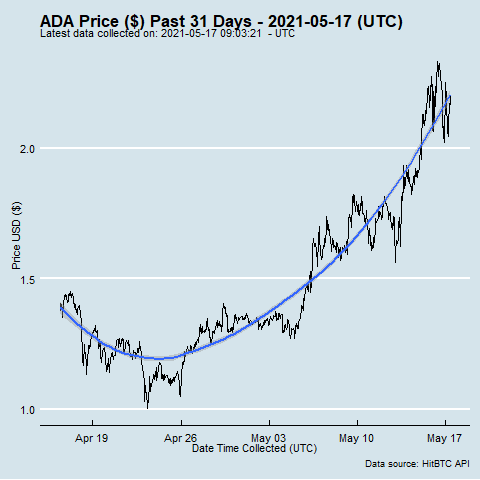 ADA Price ($) Past 31 Days - 2021-05-17 (UTC)
Latest data collected on: 2021-05-17 09:03:21 - UTC
Price USD ($)
2.0
1.5
1.0
Apr 19 Apr 26 May 03 May 10 May 17
Date Time Collected (UTC)
Data source: HitBTC API